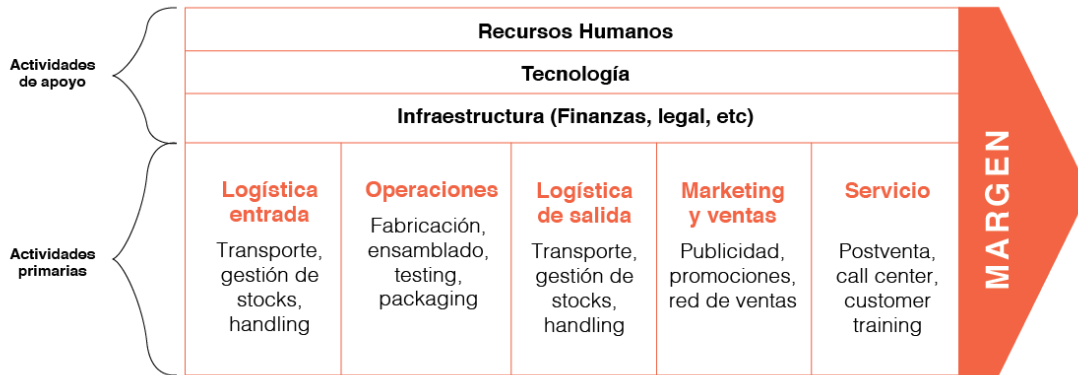 Actividades
de apoyo
Recursos Humanos
Tecnología
Infraestructura (Finanzas, legal, etc)
Actividades
primarias
Logística
entrada
Transporte,
gestión de
stocks,
handling
Operaciones
Fabricación,
ensamblado,
testing,
packaging
Logística
de salida
Transporte,
gestión de
stocks,
handling
Marketing
y ventas
Publicidad,
promociones,
red de ventas
Servicio
Postventa,
call center,
customer
training
MARGEN